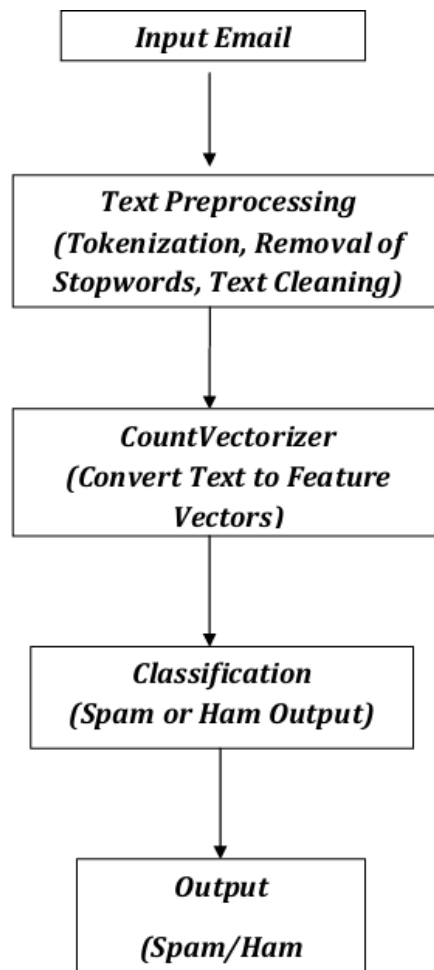 Input Email
Text Preprocessing
(Tokenization, Removal of
Stopwords, Text Cleaning)
CountVectorizer
(Convert Text to Feature
Vectors)
Classification
(Spam or Ham Output)
Output
(Spam/Ham